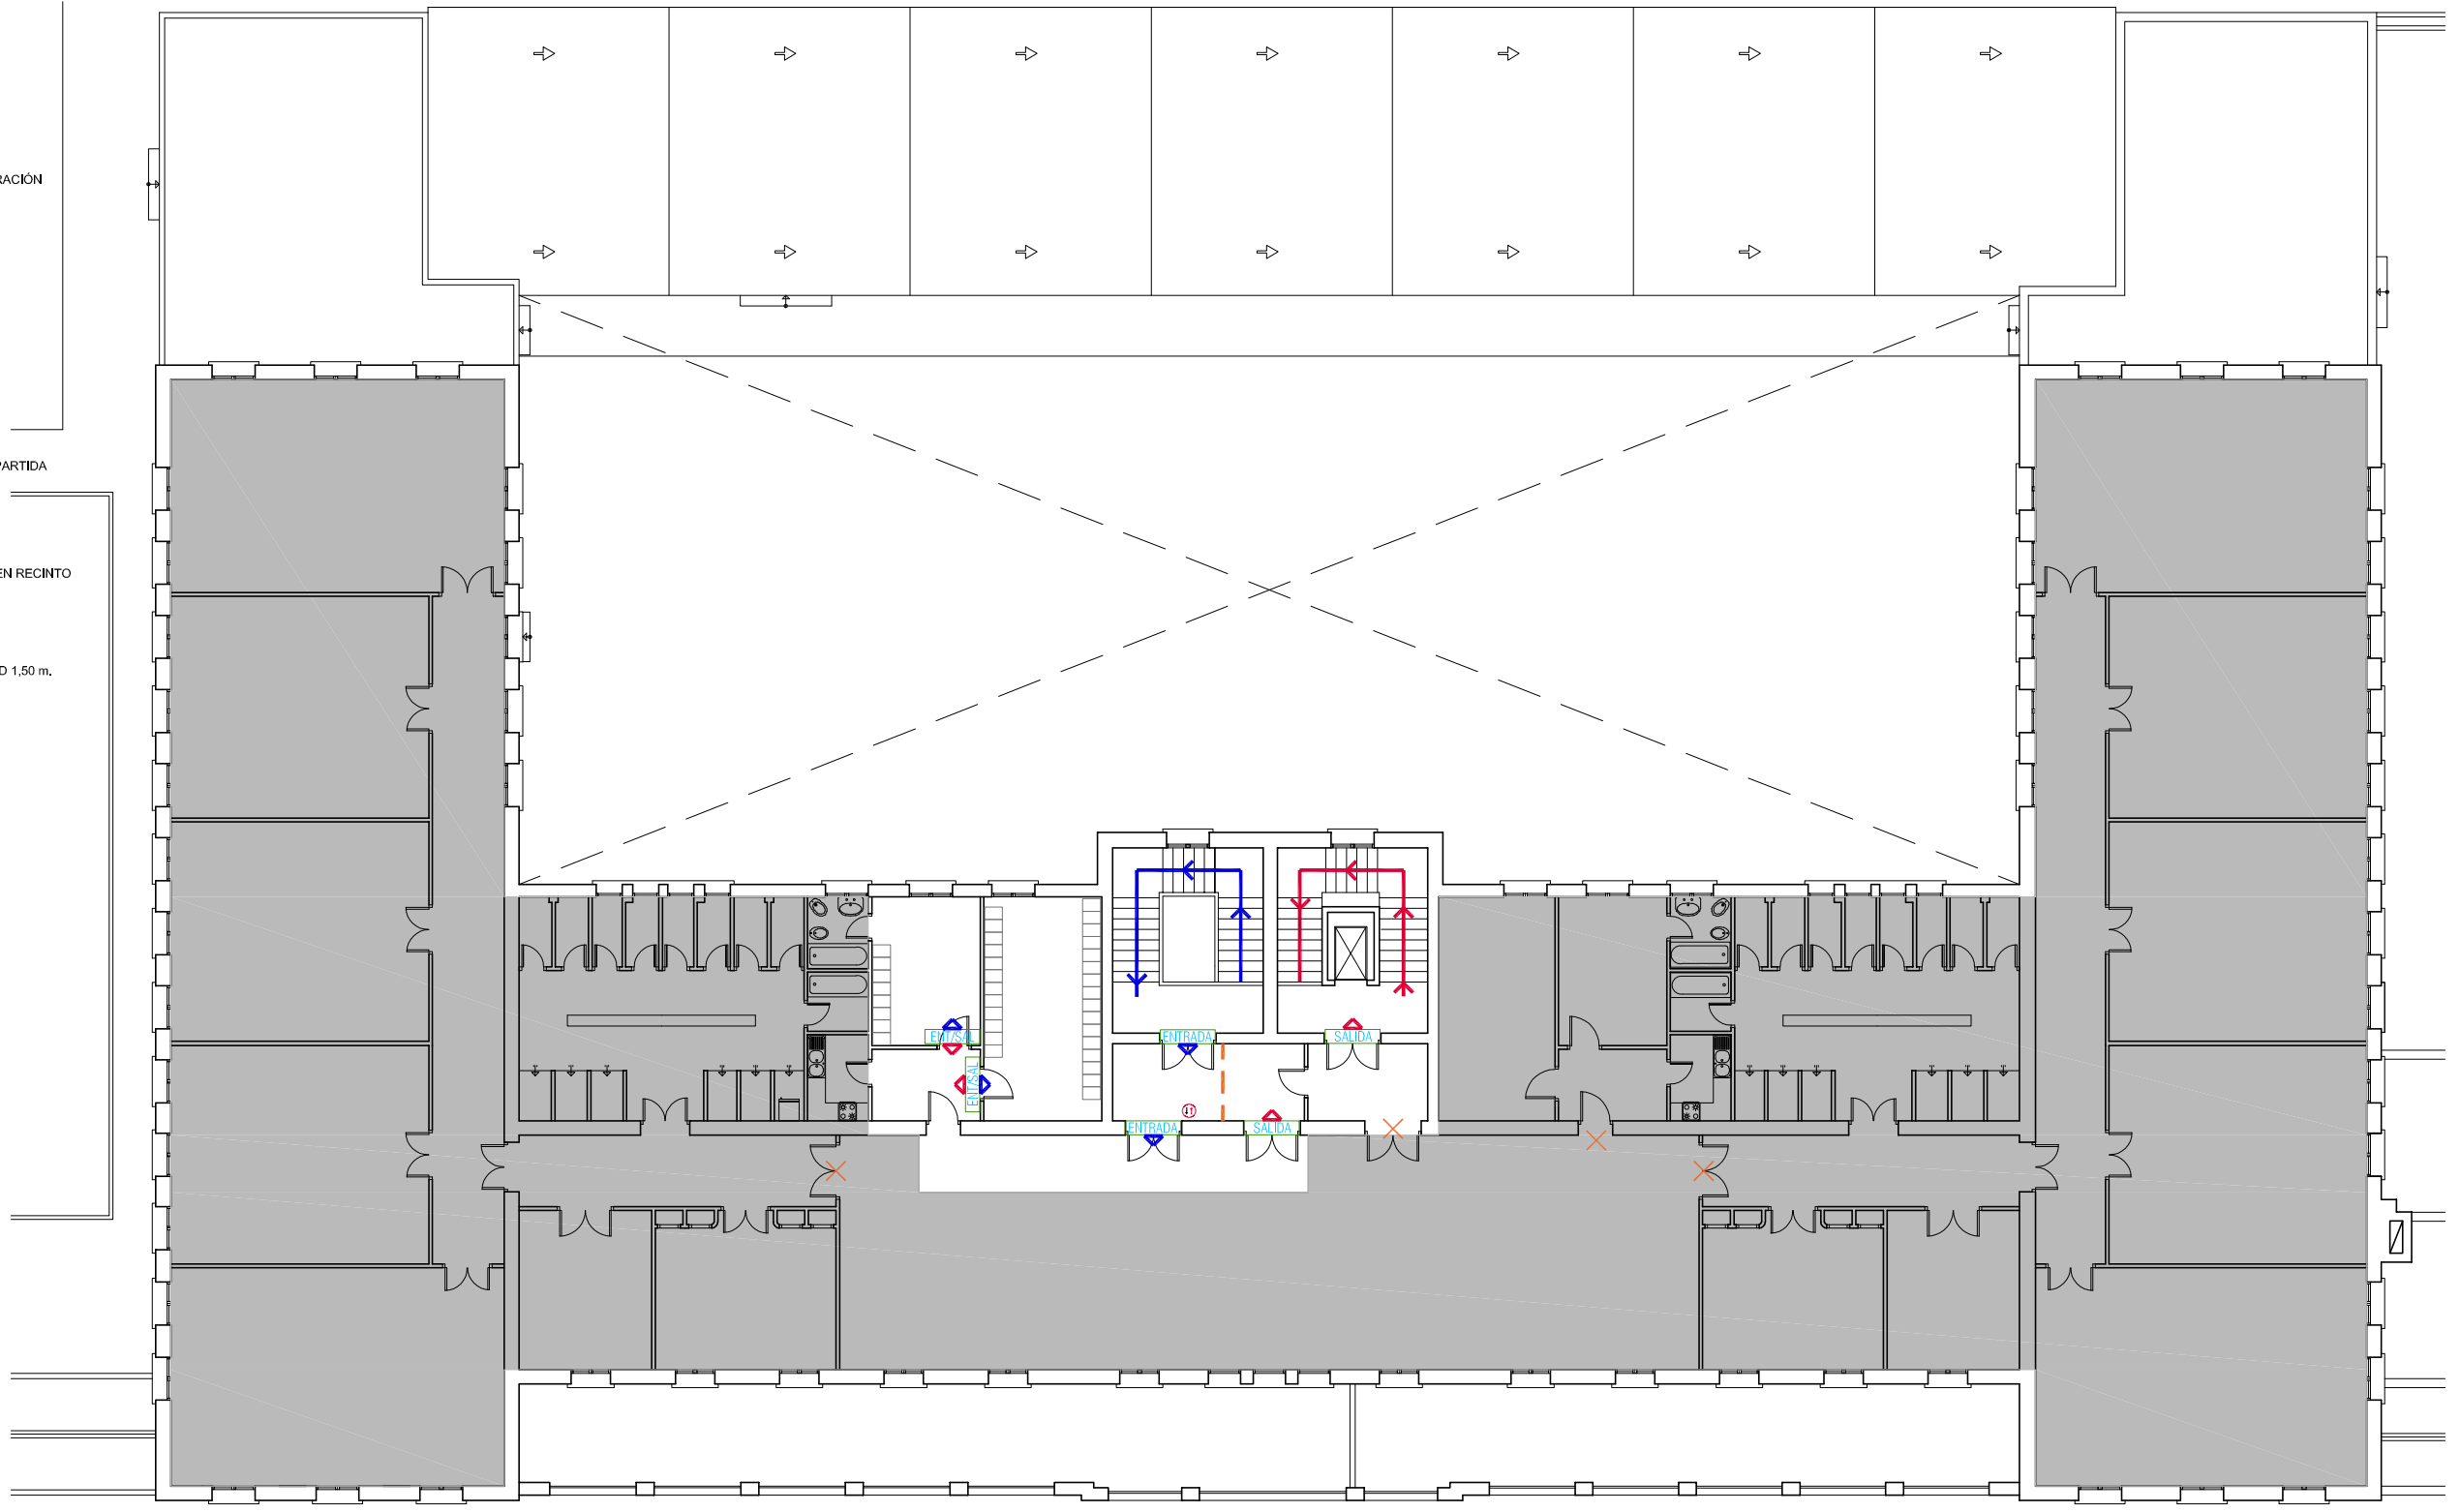 RACIÓN
PARTIDA
EN RECINTO
D 1,50 m.
ENT/SAL
ENTRADA
SALIDA
ENT/SAL
ENTRADA
SALIDA